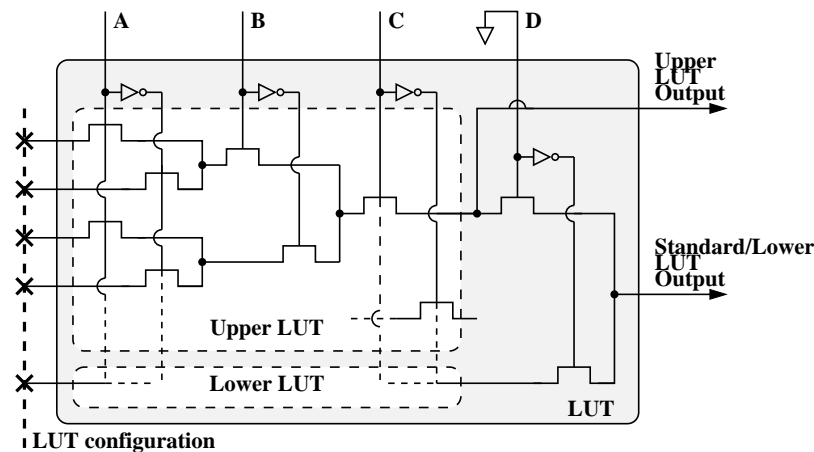 A
B
C
D
Upper
LUT
Output
Standard/Lower
LUT
Output
Upper LUT
Lower LUT
LUT
LUT configuration